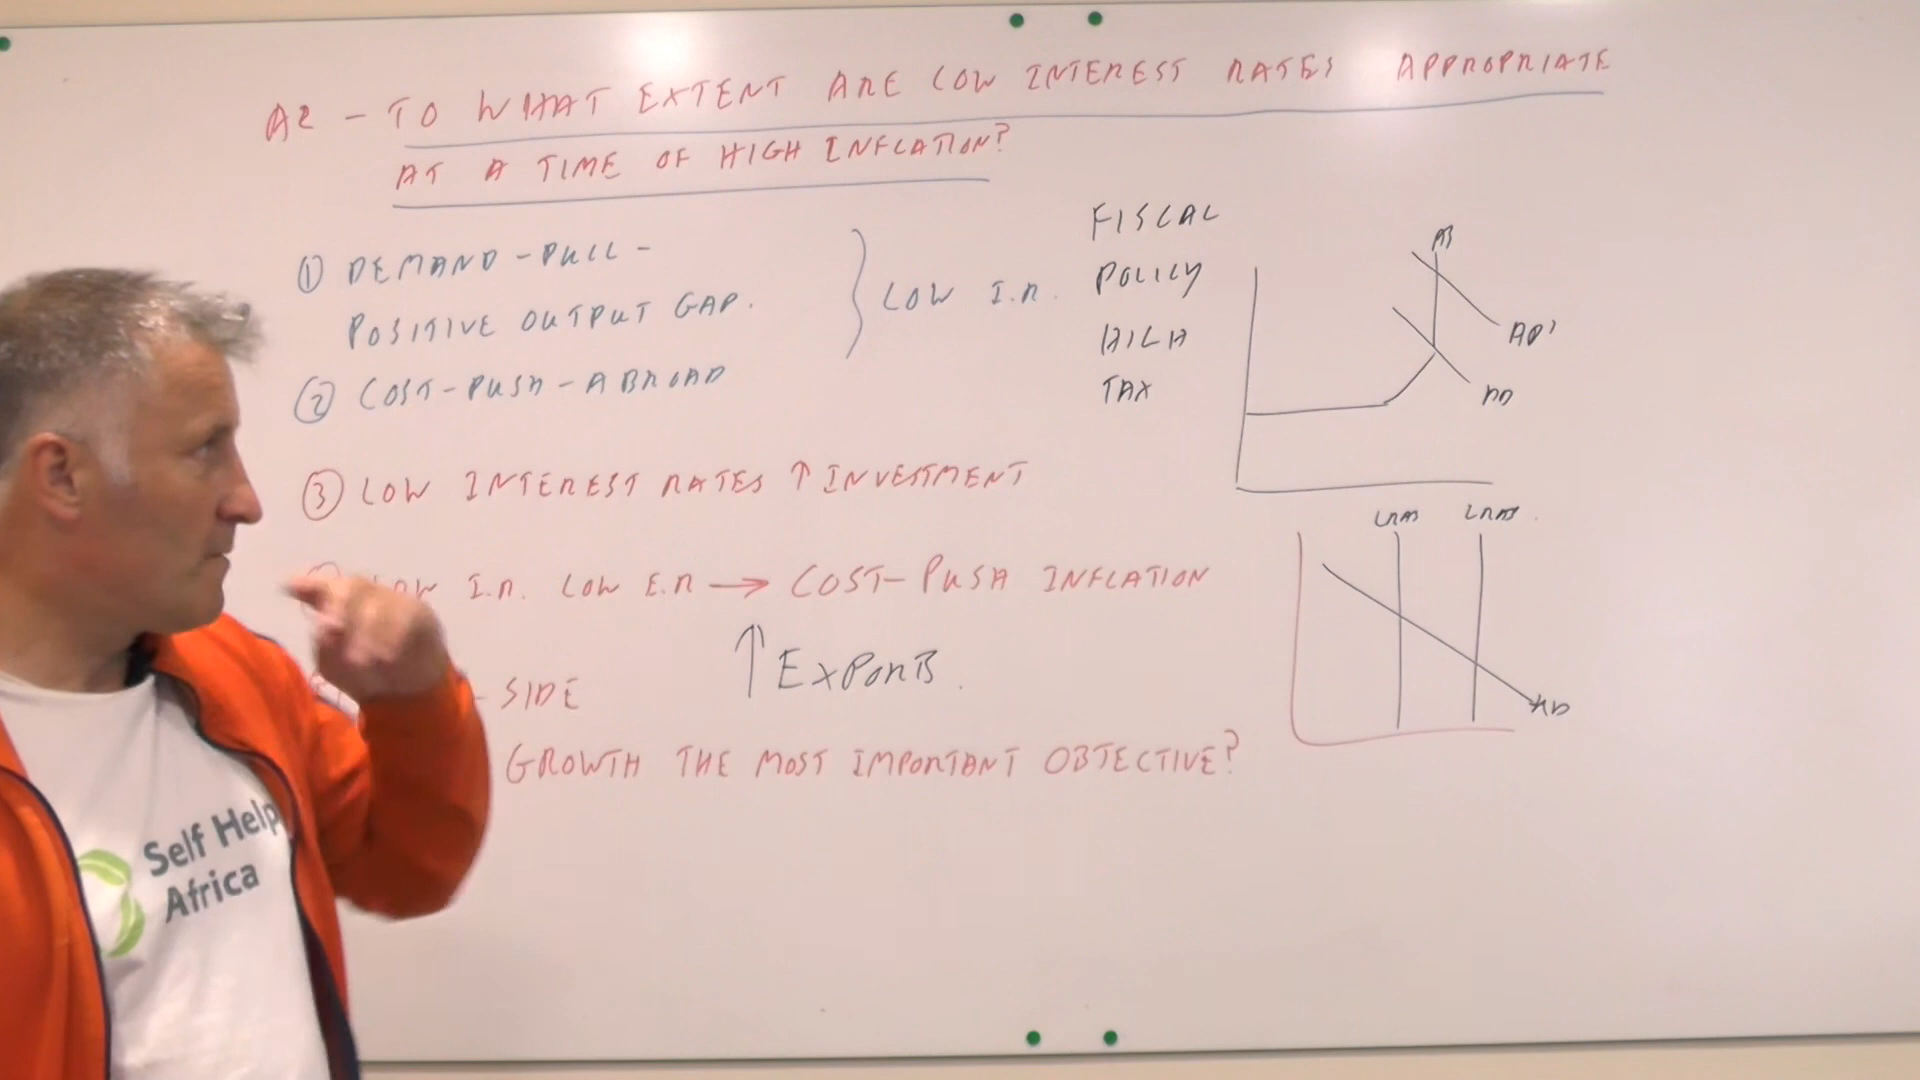 A2 - TO WHAT EXTENT ARE LOW INTEREST RATES APPROPRIATE
AT A TIME OF HIGH INFLATION?
① DEMAND-PULL -
POSITIVE OUTPUT GAP.
LOW I.R.
② COST-PUSH-ABROAD
FISCAL
POLICY
HIGH
TAX
AS
AD'
AD
③ LOW INTEREST RATES ↑ INVESTMENT
LOW I.R. LOW E.R → COST-PUSH INFLATION
↑ EXPORTS.
- SIDE
GROWTH THE MOST IMPORTANT OBJECTIVE?
LRAS LRAS
AD
Self Help
Africa